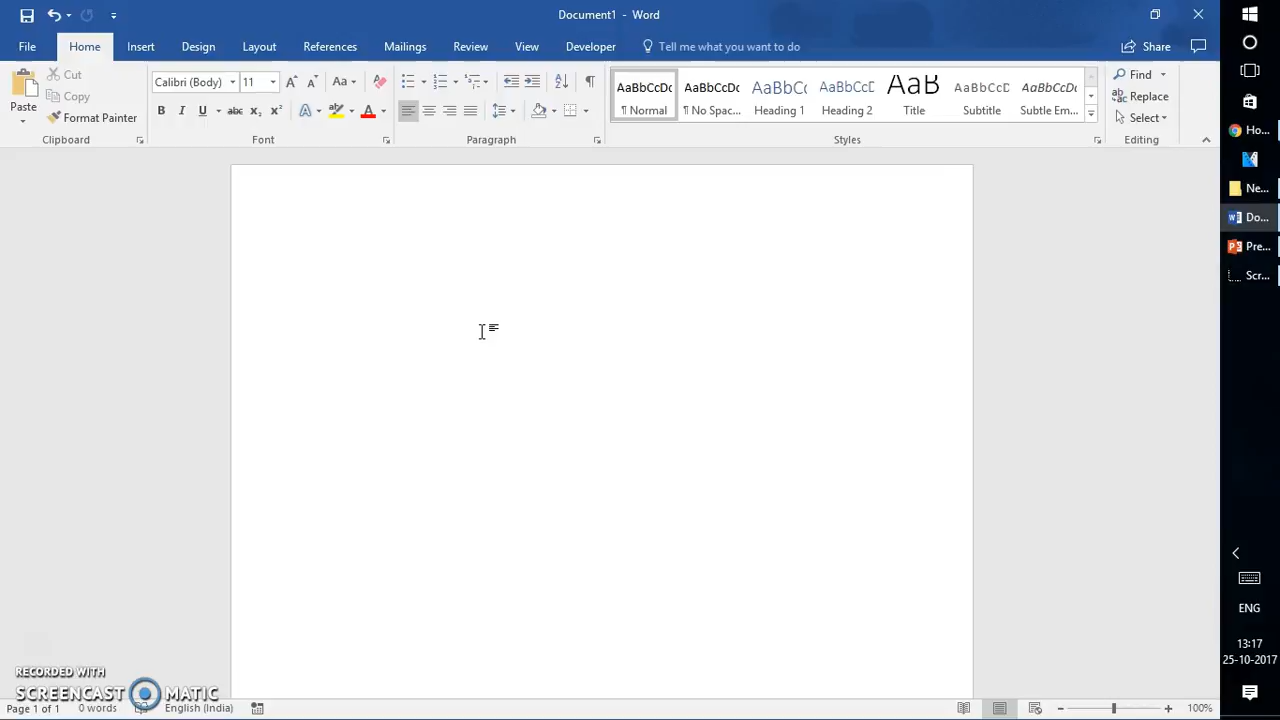 Document1 - Word
File Home Insert Design Layout References Mailings Review View Developer Tell me what you want to do Share
Paste
Cut
Copy
Format Painter
Clipboard
Calibri (Body) 11
Font
Paragraph
AaBbCcDc AaBbCcDc AaBbCc AaBbCcD AaB AaBbCcD AaBbCcDc
¶ Normal ¶ No Spac... Heading 1 Heading 2 Title Subtitle Subtle Em...
Styles
Find
Replace
Select
Editing
Ho...
Ne...
Do...
Pre...
Scr...
ENG
13:17
25-10-2017
RECORDED WITH
SCREENCAST MATIC
Page 1 of 1 0 words English (India) 100%